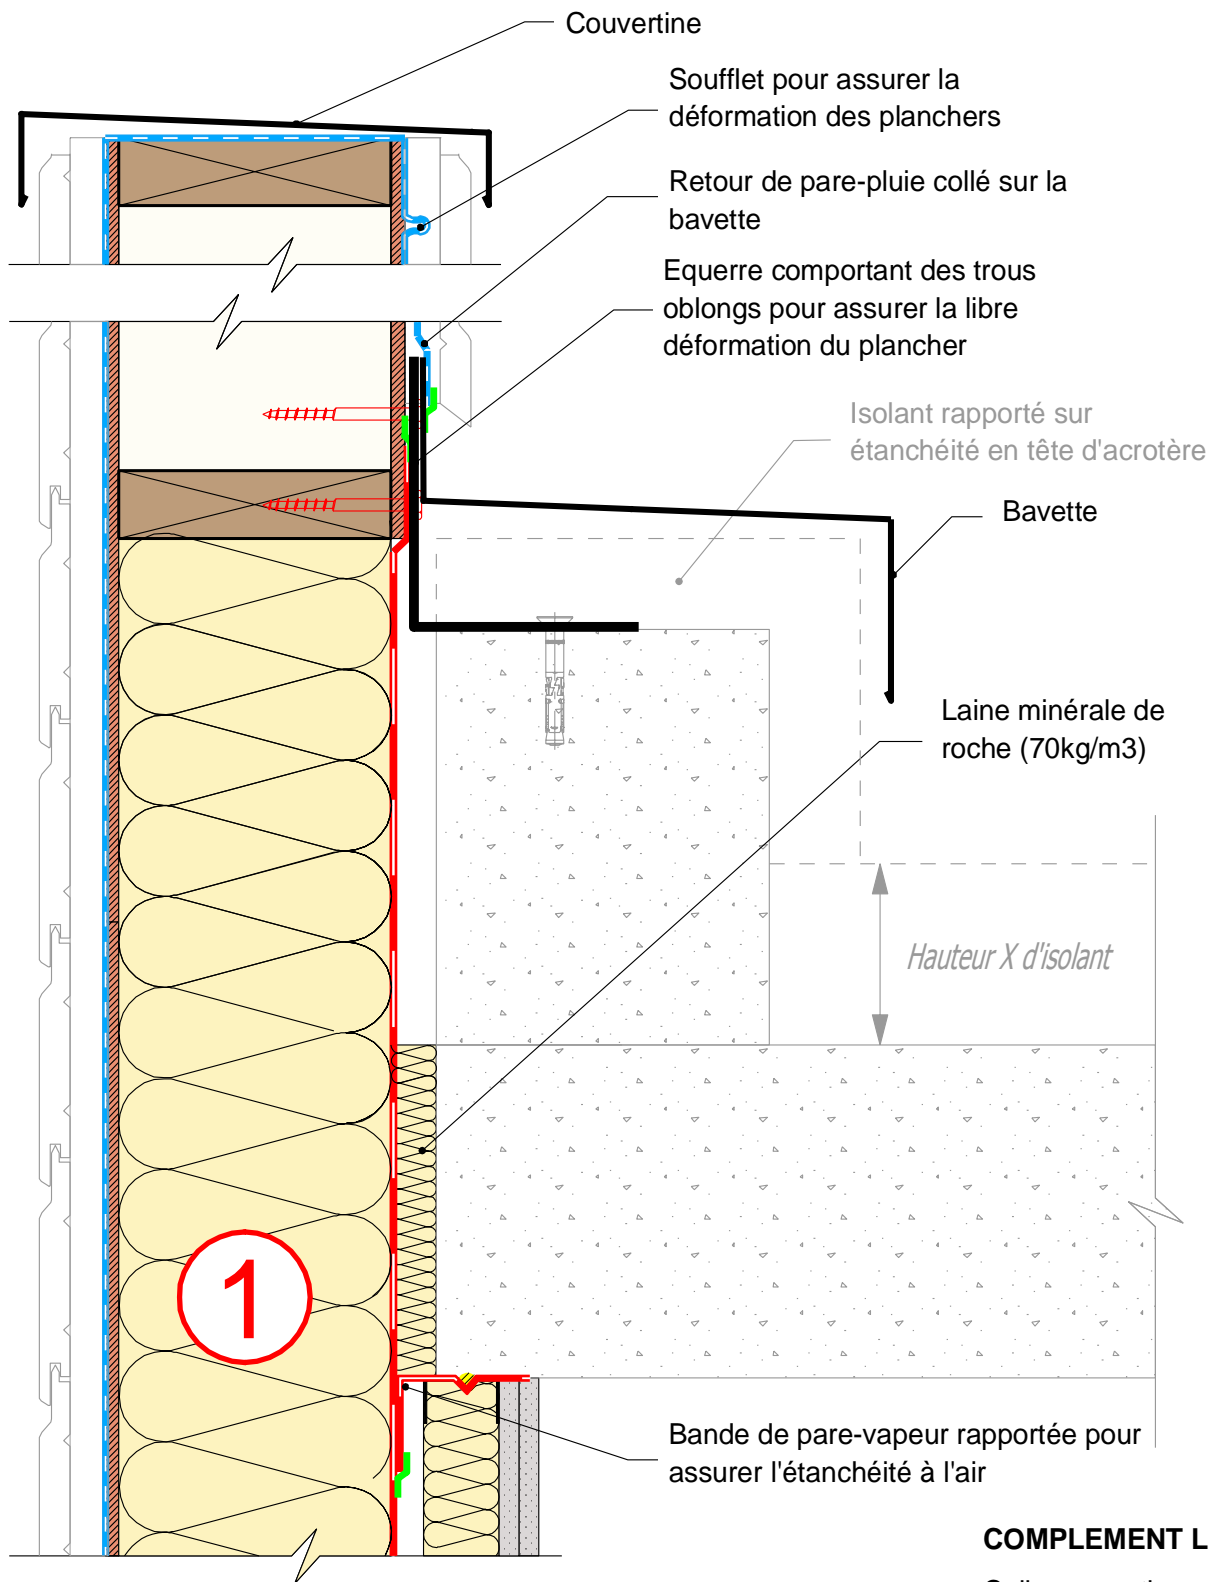 Couvertine
Soufflet pour assurer la
déformation des planchers
Retour de pare-pluie collé sur la
bavette
Equerre comportant des trous
oblongs pour assurer la libre
déformation du plancher
Isolant rapporté sur
étanchéité en tête d'acrotère
Bavette
Laine minérale de
roche (70kg/m3)
Hauteur X d'isolant
1
Bande de pare-vapeur rapportée pour
assurer l'étanchéité à l'air
COMPLEMENT L